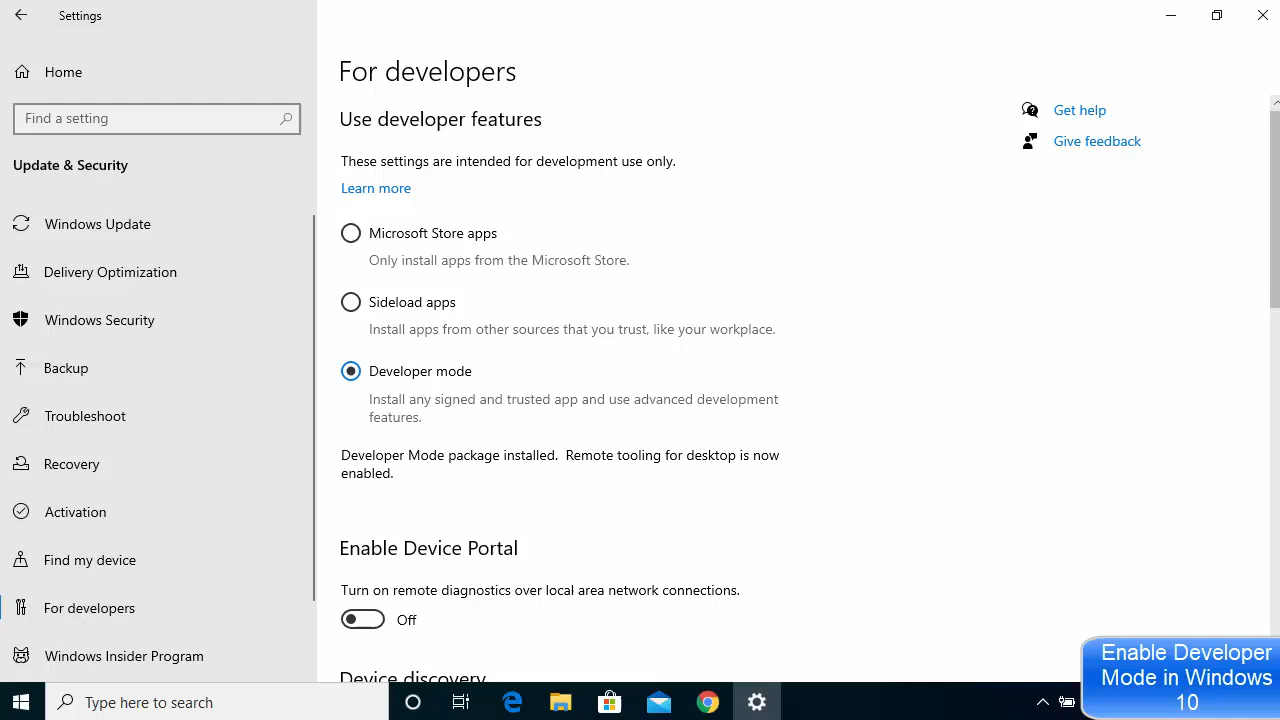 Settings
Home
Find a setting
Update & Security
Windows Update
Delivery Optimization
Windows Security
Backup
Troubleshoot
Recovery
Activation
Find my device
For developers
Windows Insider Program
For developers
Use developer features
These settings are intended for development use only.
Learn more
Microsoft Store apps
Only install apps from the Microsoft Store.
Sideload apps
Install apps from other sources that you trust, like your workplace.
Developer mode
Install any signed and trusted app and use advanced development
features.
Developer Mode package installed.  Remote tooling for desktop is now
enabled.
Enable Device Portal
Turn on remote diagnostics over local area network connections.
Off
Device discovery
Get help
Give feedback
Type here to search
Enable Developer
Mode in Windows
10